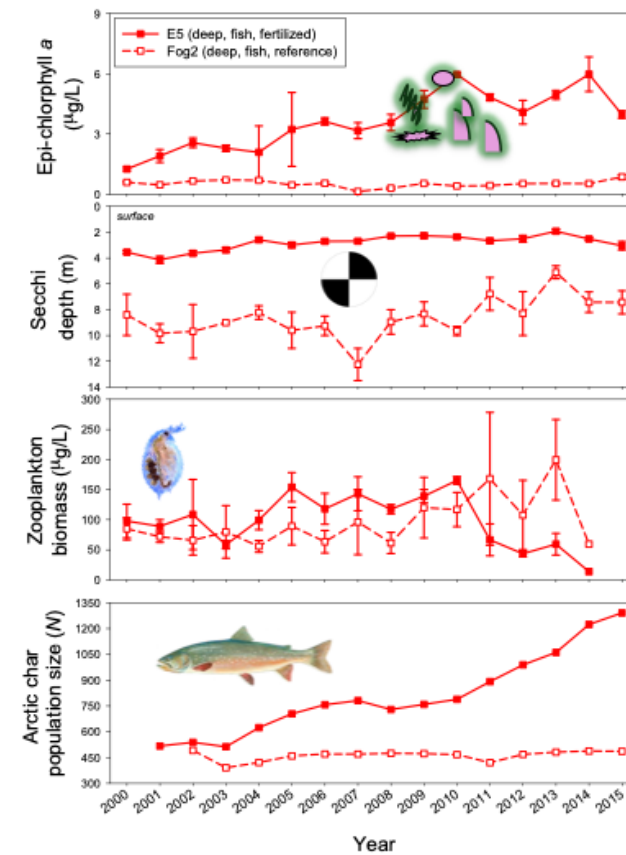 E5 (deep, fish, fertilized)
Fog2 (deep, fish, reference)
Epi-chlorophyll a
(µg/L)
9
6
3
0
surface
Secchi
depth (m)
0
2
4
6
8
10
12
14
Zooplankton
biomass (µg/L)
300
250
200
150
100
50
0
Arctic char
population size (N)
1350
1200
1050
900
750
600
450
300
2000 2001 2002 2003 2004 2005 2006 2007 2008 2009 2010 2011 2012 2013 2014 2015
Year